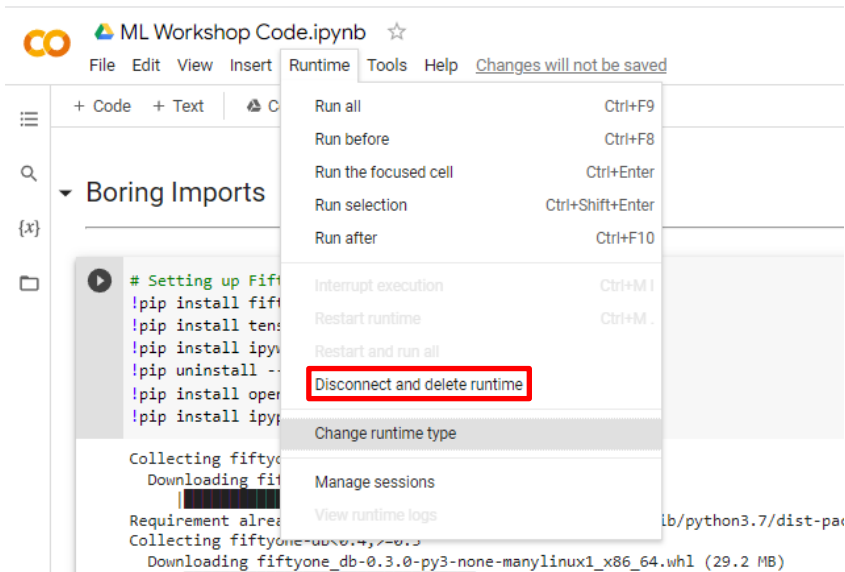 ML Workshop Code.ipynb
File Edit View Insert Runtime Tools Help Changes will not be saved
+ Code + Text
Run all Ctrl+F9
Run before Ctrl+F8
Run the focused cell Ctrl+Enter
Run selection Ctrl+Shift+Enter
Run after Ctrl+F10
Interrupt execution Ctrl+M I
Restart runtime Ctrl+M .
Restart and run all
Disconnect and delete runtime
Change runtime type
Manage sessions
View runtime logs
{x}
Boring Imports
# Setting up Fift
!pip install fift
!pip install tens
!pip install ipyw
!pip uninstall --
!pip install open
!pip install ipyp
Collecting fiftyo
Downloading fif
Requirement alrea ib/python3.7/dist-pac
Collecting fiftyone-db<0.4,>=0.3
Downloading fiftyone_db-0.3.0-py3-none-manylinux1_x86_64.whl (29.2 MB)